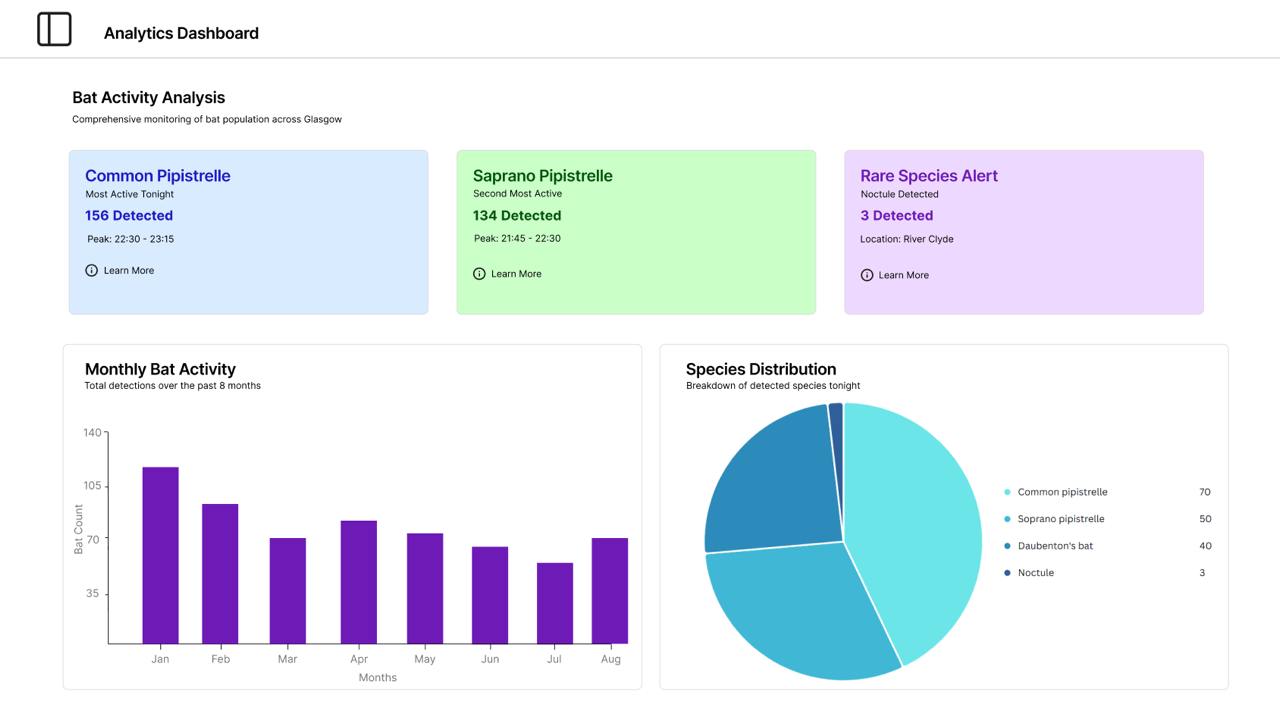 Analytics Dashboard
Bat Activity Analysis
Comprehensive monitoring of bat population across Glasgow
Common Pipistrelle
Most Active Tonight
156 Detected
Peak: 22:30 - 23:15
Learn More
Saprano Pipistrelle
Second Most Active
134 Detected
Peak: 21:45 - 22:30
Learn More
Rare Species Alert
Noctule Detected
3 Detected
Location: River Clyde
Learn More
Monthly Bat Activity
Total detections over the past 8 months
140
105
70
35
Bat Count
Jan Feb Mar Apr May Jun Jul Aug
Months
Species Distribution
Breakdown of detected species tonight
Common pipistrelle 70
Soprano pipistrelle 50
Daubenton's bat 40
Noctule 3